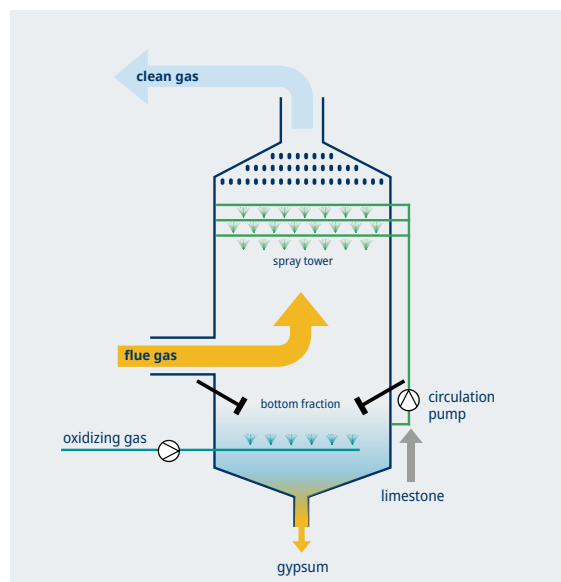 clean gas
spray tower
flue gas
bottom fraction
circulation
pump
oxidizing gas
limestone
gypsum